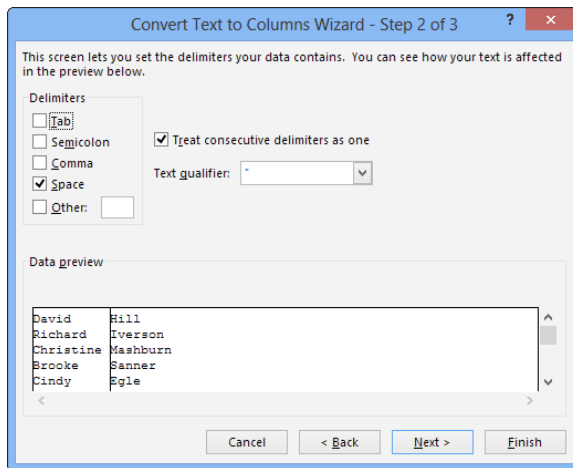 Convert Text to Columns Wizard - Step 2 of 3 ? ×
This screen lets you set the delimiters your data contains. You can see how your text is affected
in the preview below.
Delimiters
Tab
Semicolon
Comma
Space
Other:
Treat consecutive delimiters as one
Text qualifier: "
Data preview
David Hill
Richard Iverson
Christine Mashburn
Brooke Sanner
Cindy Egle
Cancel < Back Next > Finish